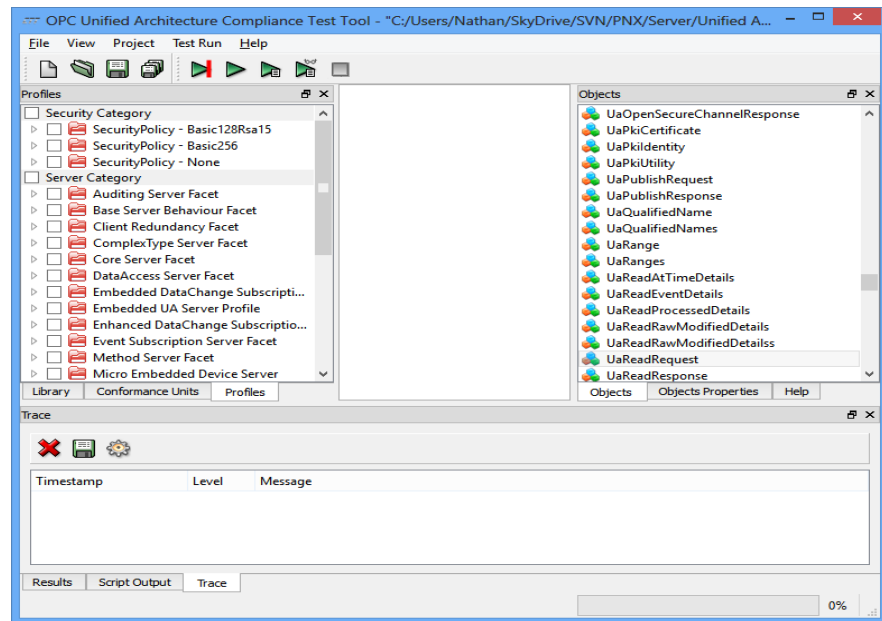 OPC Unified Architecture Compliance Test Tool - "C:/Users/Nathan/SkyDrive/SVN/PNX/Server/Unified A...
File View Project Test Run Help
Profiles
Security Category
SecurityPolicy - Basic128Rsa15
SecurityPolicy - Basic256
SecurityPolicy - None
Server Category
Auditing Server Facet
Base Server Behaviour Facet
Client Redundancy Facet
ComplexType Server Facet
Core Server Facet
DataAccess Server Facet
Embedded DataChange Subscripti...
Embedded UA Server Profile
Enhanced DataChange Subscriptio...
Event Subscription Server Facet
Method Server Facet
Micro Embedded Device Server
Library Conformance Units Profiles
Objects
UaOpenSecureChannelResponse
UaPkiCertificate
UaPkiIdentity
UaPkiUtility
UaPublishRequest
UaPublishResponse
UaQualifiedName
UaQualifiedNames
UaRange
UaRanges
UaReadAtTimeDetails
UaReadEventDetails
UaReadProcessedDetails
UaReadRawModifiedDetails
UaReadRawModifiedDetailss
UaReadRequest
UaReadResponse
Objects Objects Properties Help
Trace
Timestamp Level Message
Results Script Output Trace
0%